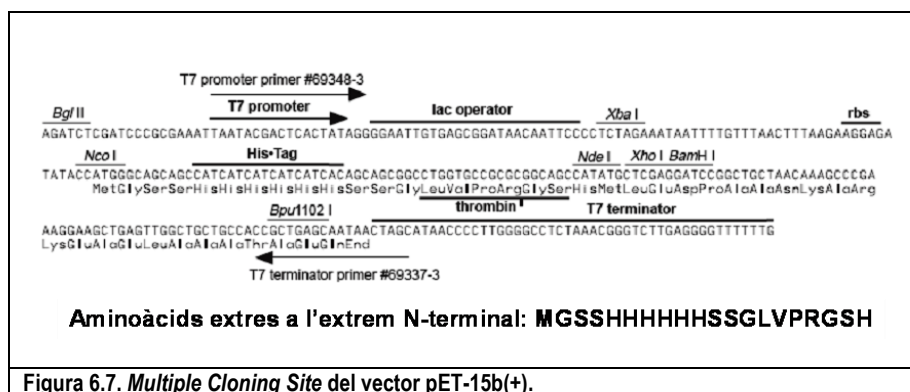 T7 promoter primer #69348-3
Bgl II T7 promoter lac operator Xba I rbs
AGATCTCGATCCCGCGAAATTAATACGACTCACTATAGGGGAATTGTGAGCGGATAACAATTCCCCTCTAGAAATAATTTTGTTTAACTTTAAGAAGGAGA
Nco I His•Tag Nde I Xho I BamH I
TATACCATGGGCAGCAGCCATCATCATCATCATCACAGCAGCGGCCTGGTGCCGCGCGGCAGCCATATGCTCGAGGATCCGGCTGCTAACAAAGCCCGA
MetGlySerSerHisHisHisHisHisHisSerSerGlyLeuValProArgGlySerHisMetLeuGluAspProAlaAlaAsnLysAlaArg
Bpu1102 I thrombin T7 terminator
AAGGAAGCTGAGTTGGCTGCTGCCACCGCTGAGCAATAACTAGCATAACCCCTTGGGGCCTCTAAACGGGTCTTGAGGGGTTTTTTG
LysGluAlaGluLeuAlaAlaAlaThrAlaGluGlnEnd
T7 terminator primer #69337-3
Aminoàcids extres a l'extrem N-terminal: MGSSHHHHHHSSGLVPRGSH
Figura 6.7. Multiple Cloning Site del vector pET-15b(+).